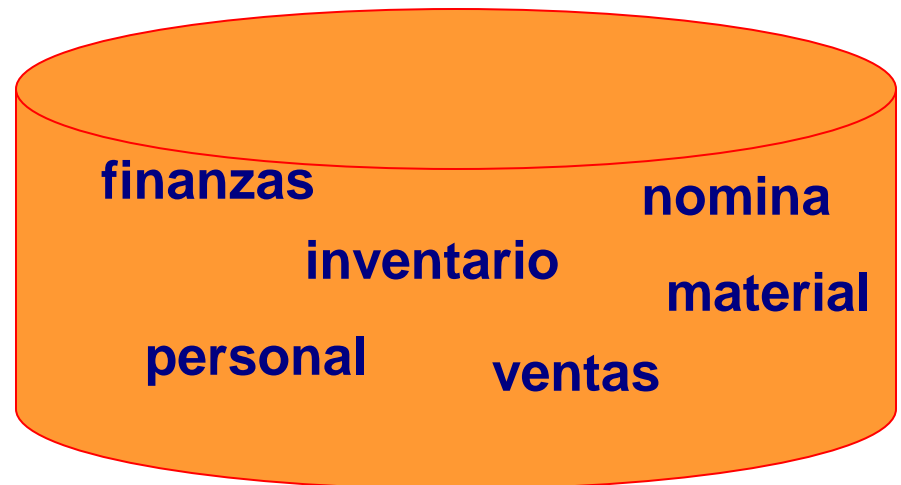 finanzas
nomina
inventario
material
personal
ventas